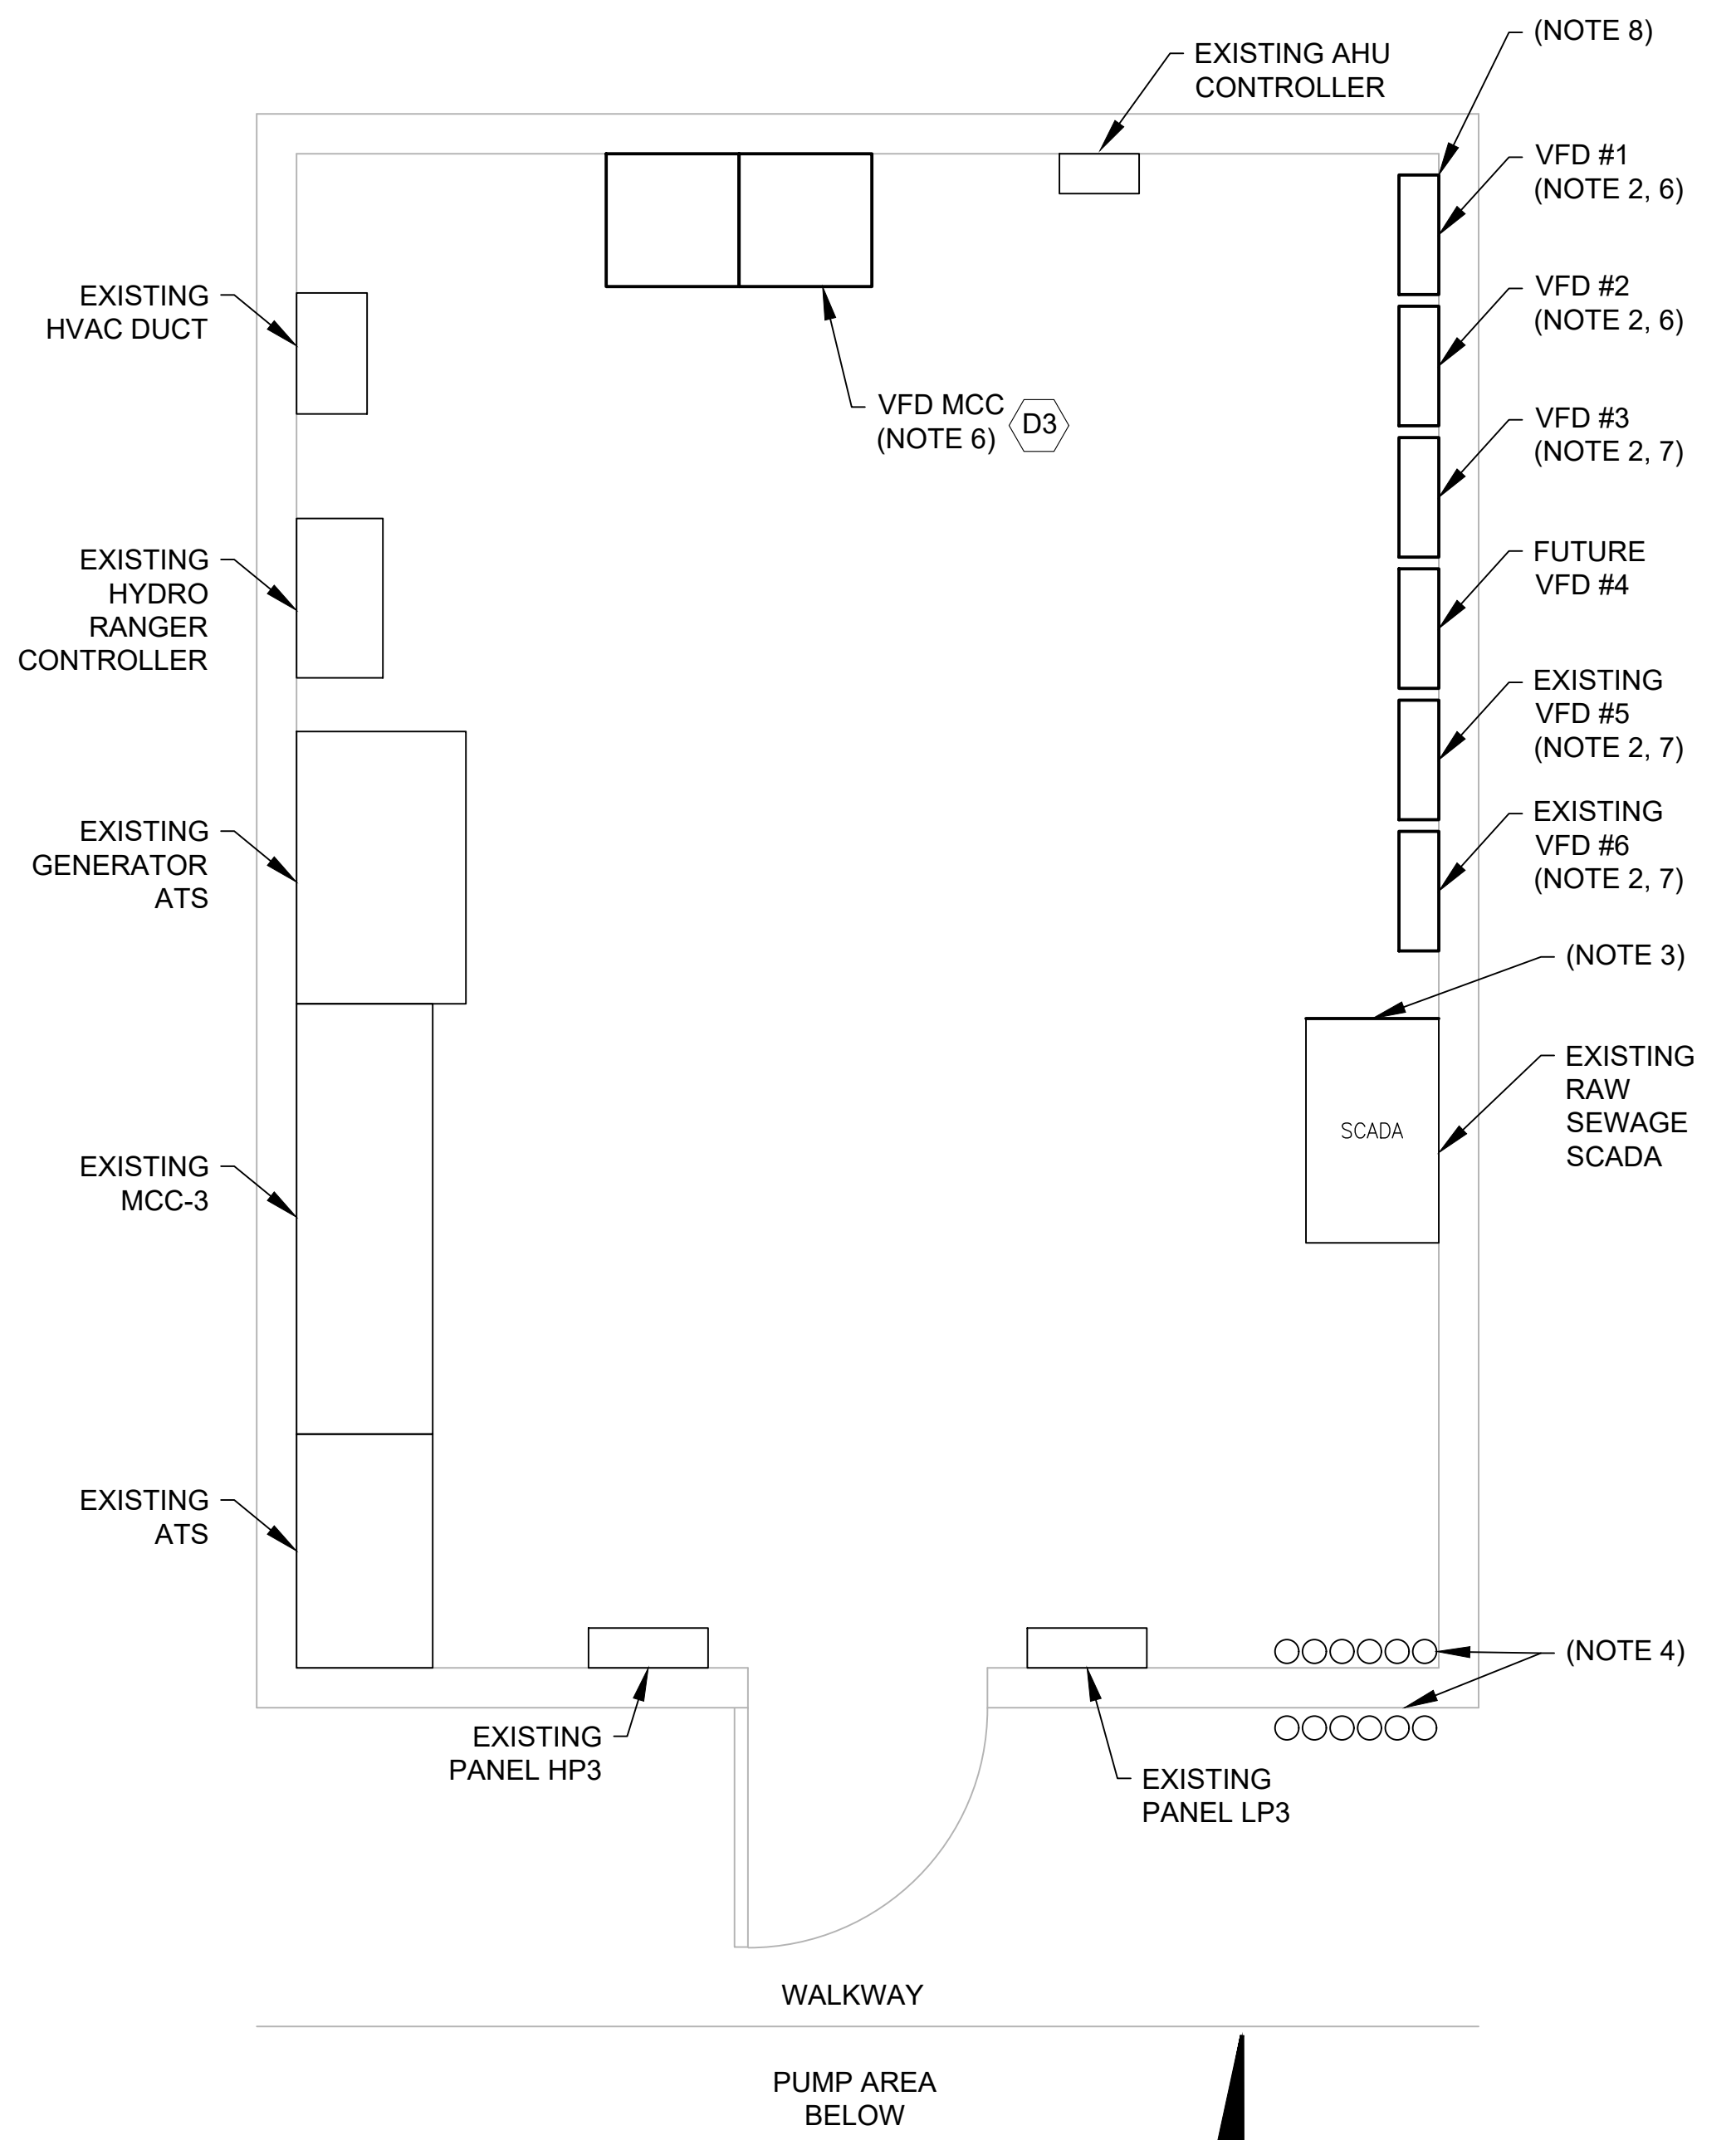 (NOTE 8)
EXISTING AHU
CONTROLLER
VFD #1
(NOTE 2, 6)
EXISTING
HVAC DUCT
VFD #2
(NOTE 2, 6)
VFD MCC
(NOTE 6)
D3
VFD #3
(NOTE 2, 7)
EXISTING
HYDRO
RANGER
CONTROLLER
FUTURE
VFD #4
EXISTING
VFD #5
(NOTE 2, 7)
EXISTING
GENERATOR
ATS
EXISTING
VFD #6
(NOTE 2, 7)
(NOTE 3)
EXISTING
RAW
SEWAGE
SCADA
SCADA
EXISTING
MCC-3
EXISTING
ATS
(NOTE 4)
EXISTING
PANEL HP3
EXISTING
PANEL LP3
WALKWAY
PUMP AREA
BELOW